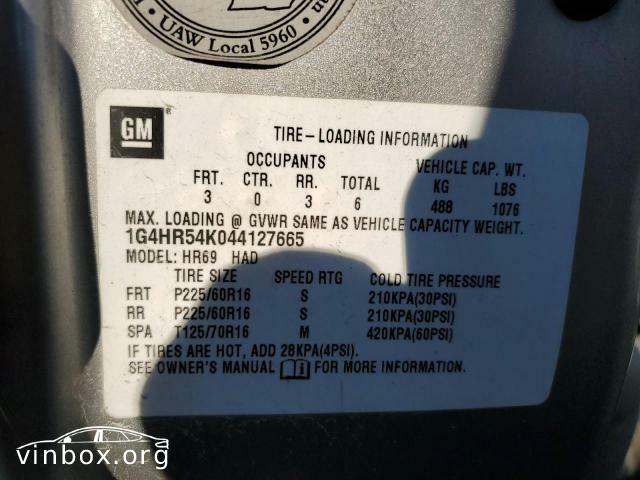 UAW Local 5960
GM ®
TIRE-LOADING INFORMATION
OCCUPANTS VEHICLE CAP. WT.
FRT. CTR. RR. TOTAL KG LBS
3 0 3 6 488 1076
MAX. LOADING @ GVWR SAME AS VEHICLE CAPACITY WEIGHT.
1G4HR54K044127665
MODEL: HR69 HAD
TIRE SIZE SPEED RTG COLD TIRE PRESSURE
FRT P225/60R16 S 210KPA(30PSI)
RR P225/60R16 S 210KPA(30PSI)
SPA T125/70R16 M 420KPA(60PSI)
IF TIRES ARE HOT, ADD 28KPA(4PSI)
SEE OWNER'S MANUAL FOR MORE INFORMATION.
vinbox.org